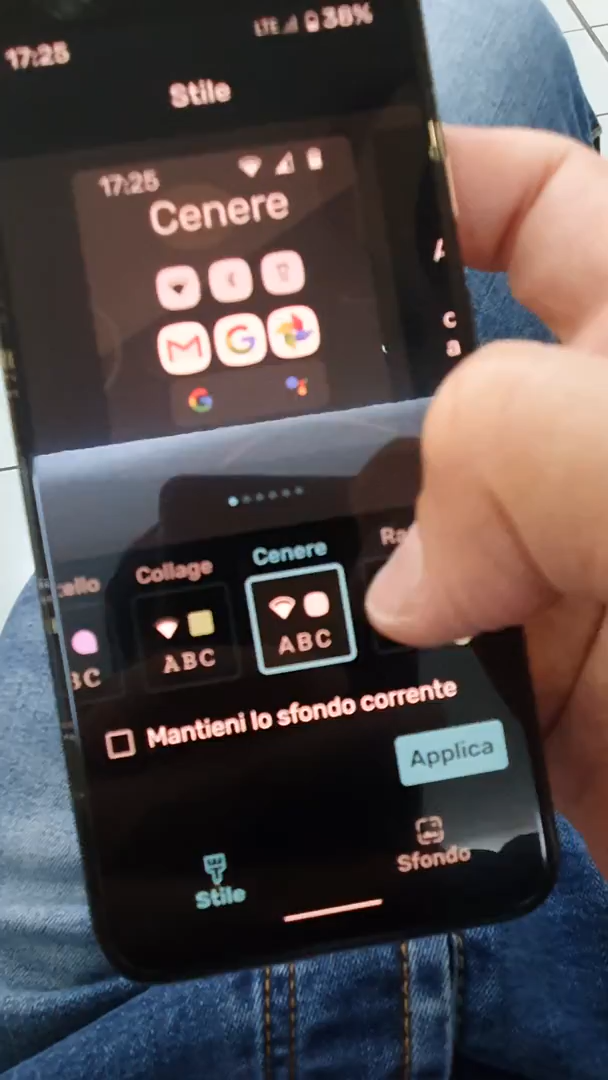 17:25 LTE 38%
Stile
17:25
Cenere
Collage
Cenere
ABC
ABC
Mantieni lo sfondo corrente
Applica
Stile
Sfondo